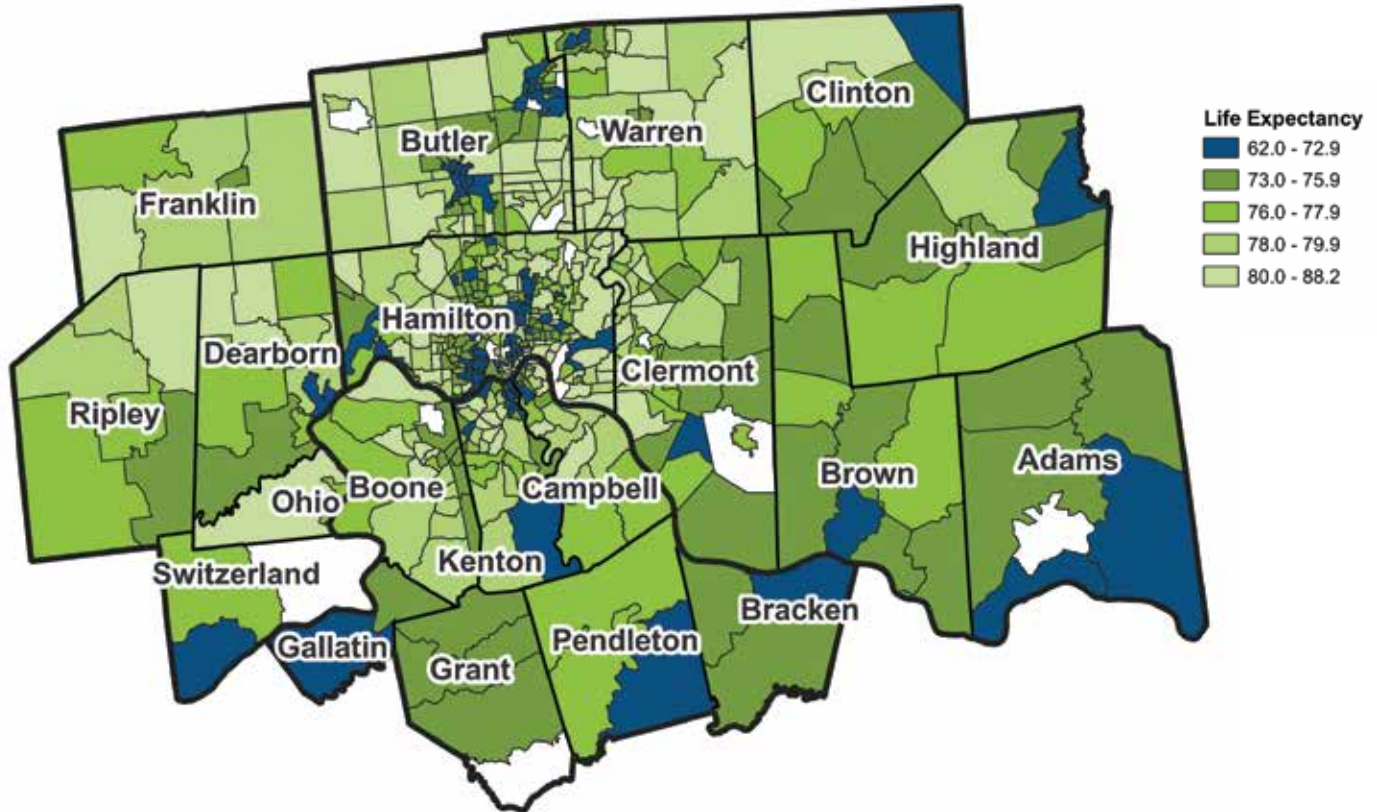 Clinton
Butler
Warren
Franklin
Highland
Hamilton
Dearborn
Clermont
Ripley
Adams
Brown
Ohio
Boone
Campbell
Kenton
Switzerland
Bracken
Gallatin
Pendleton
Grant
Life Expectancy
62.0 - 72.9
73.0 - 75.9
76.0 - 77.9
78.0 - 79.9
80.0 - 88.2